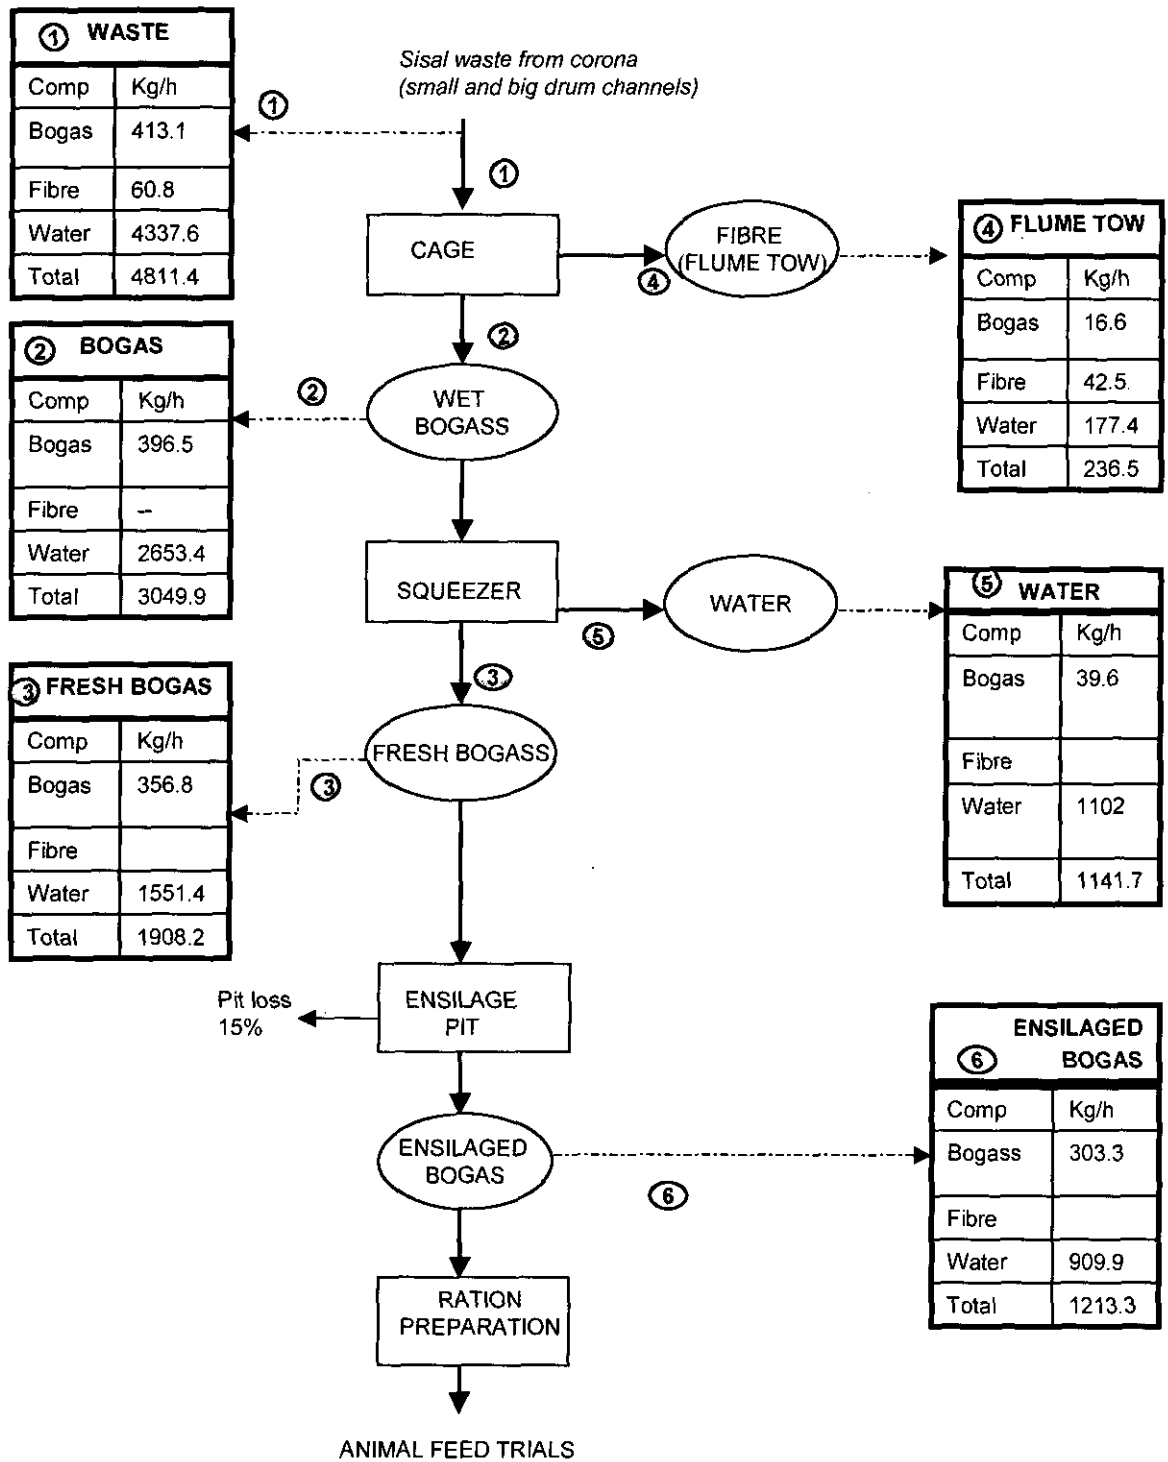 ① WASTE
Comp Kg/h
Bogas 413.1
Fibre 60.8
Water 4337.6
Total 4811.4
Sisal waste from corona
(small and big drum channels)
①
①
CAGE
FIBRE
(FLUME TOW)
④
④ FLUME TOW
Comp Kg/h
Bogas 16.6
Fibre 42.5
Water 177.4
Total 236.5
②
② BOGAS
Comp Kg/h
Bogas 396.5
Fibre --
Water 2653.4
Total 3049.9
②
WET
BOGASS
SQUEEZER
⑤
WATER
⑤ WATER
Comp Kg/h
Bogas 39.6
Fibre
Water 1102
Total 1141.7
③
③ FRESH BOGAS
Comp Kg/h
Bogas 356.8
Fibre
Water 1551.4
Total 1908.2
③
FRESH BOGASS
ENSILAGE
PIT
Pit loss
15%
ENSILAGED
BOGAS
⑥
ENSILAGED
⑥ BOGAS
Comp Kg/h
Bogass 303.3
Fibre
Water 909.9
Total 1213.3
RATION
PREPARATION
ANIMAL FEED TRIALS